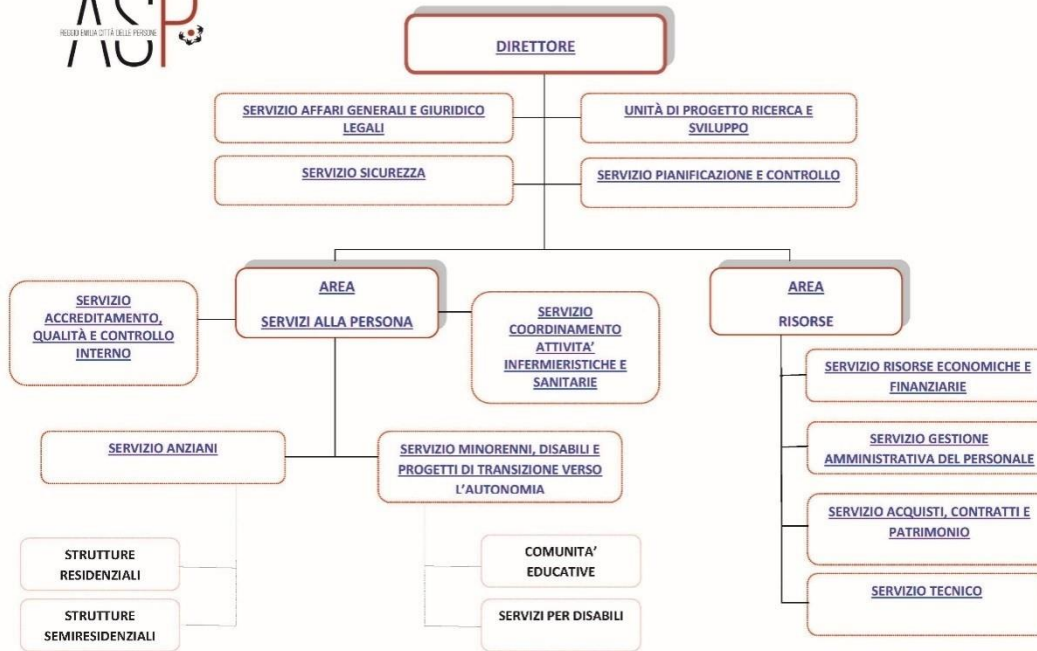 ASP
REGGIO EMILIA CITTÀ DELLE PERSONE
DIRETTORE
SERVIZIO AFFARI GENERALI E GIURIDICO
LEGALI
UNITÀ DI PROGETTO RICERCA E
SVILUPPO
SERVIZIO SICUREZZA
SERVIZIO PIANIFICAZIONE E CONTROLLO
AREA
SERVIZI ALLA PERSONA
AREA
RISORSE
SERVIZIO
ACCREDITAMENTO,
QUALITÀ E CONTROLLO
INTERNO
SERVIZIO
COORDINAMENTO
ATTIVITA’
INFERMIERISTICHE E
SANITARIE
SERVIZIO RISORSE ECONOMICHE E
FINANZIARIE
SERVIZIO GESTIONE
AMMINISTRATIVA DEL PERSONALE
SERVIZIO ACQUISTI, CONTRATTI E
PATRIMONIO
SERVIZIO TECNICO
SERVIZIO ANZIANI
SERVIZIO MINORENNI, DISABILI E
PROGETTI DI TRANSIZIONE VERSO
L’AUTONOMIA
STRUTTURE
RESIDENZIALI
STRUTTURE
SEMIRESIDENZIALI
COMUNITA’
EDUCATIVE
SERVIZI PER DISABILI